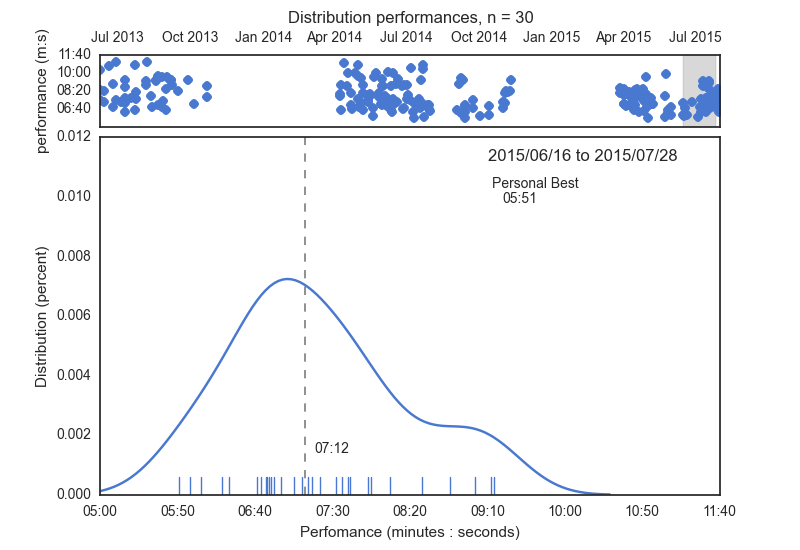 Distribution performances, n = 30
Jul 2013 Oct 2013 Jan 2014 Apr 2014 Jul 2014 Oct 2014 Jan 2015 Apr 2015 Jul 2015
performance (m:s)
11:40
10:00
08:20
06:40
Distribution (percent)
0.012
0.010
0.008
0.006
0.004
0.002
0.000
2015/06/16 to 2015/07/28
Personal Best
05:51
07:12
05:00 05:50 06:40 07:30 08:20 09:10 10:00 10:50 11:40
Perfomance (minutes : seconds)